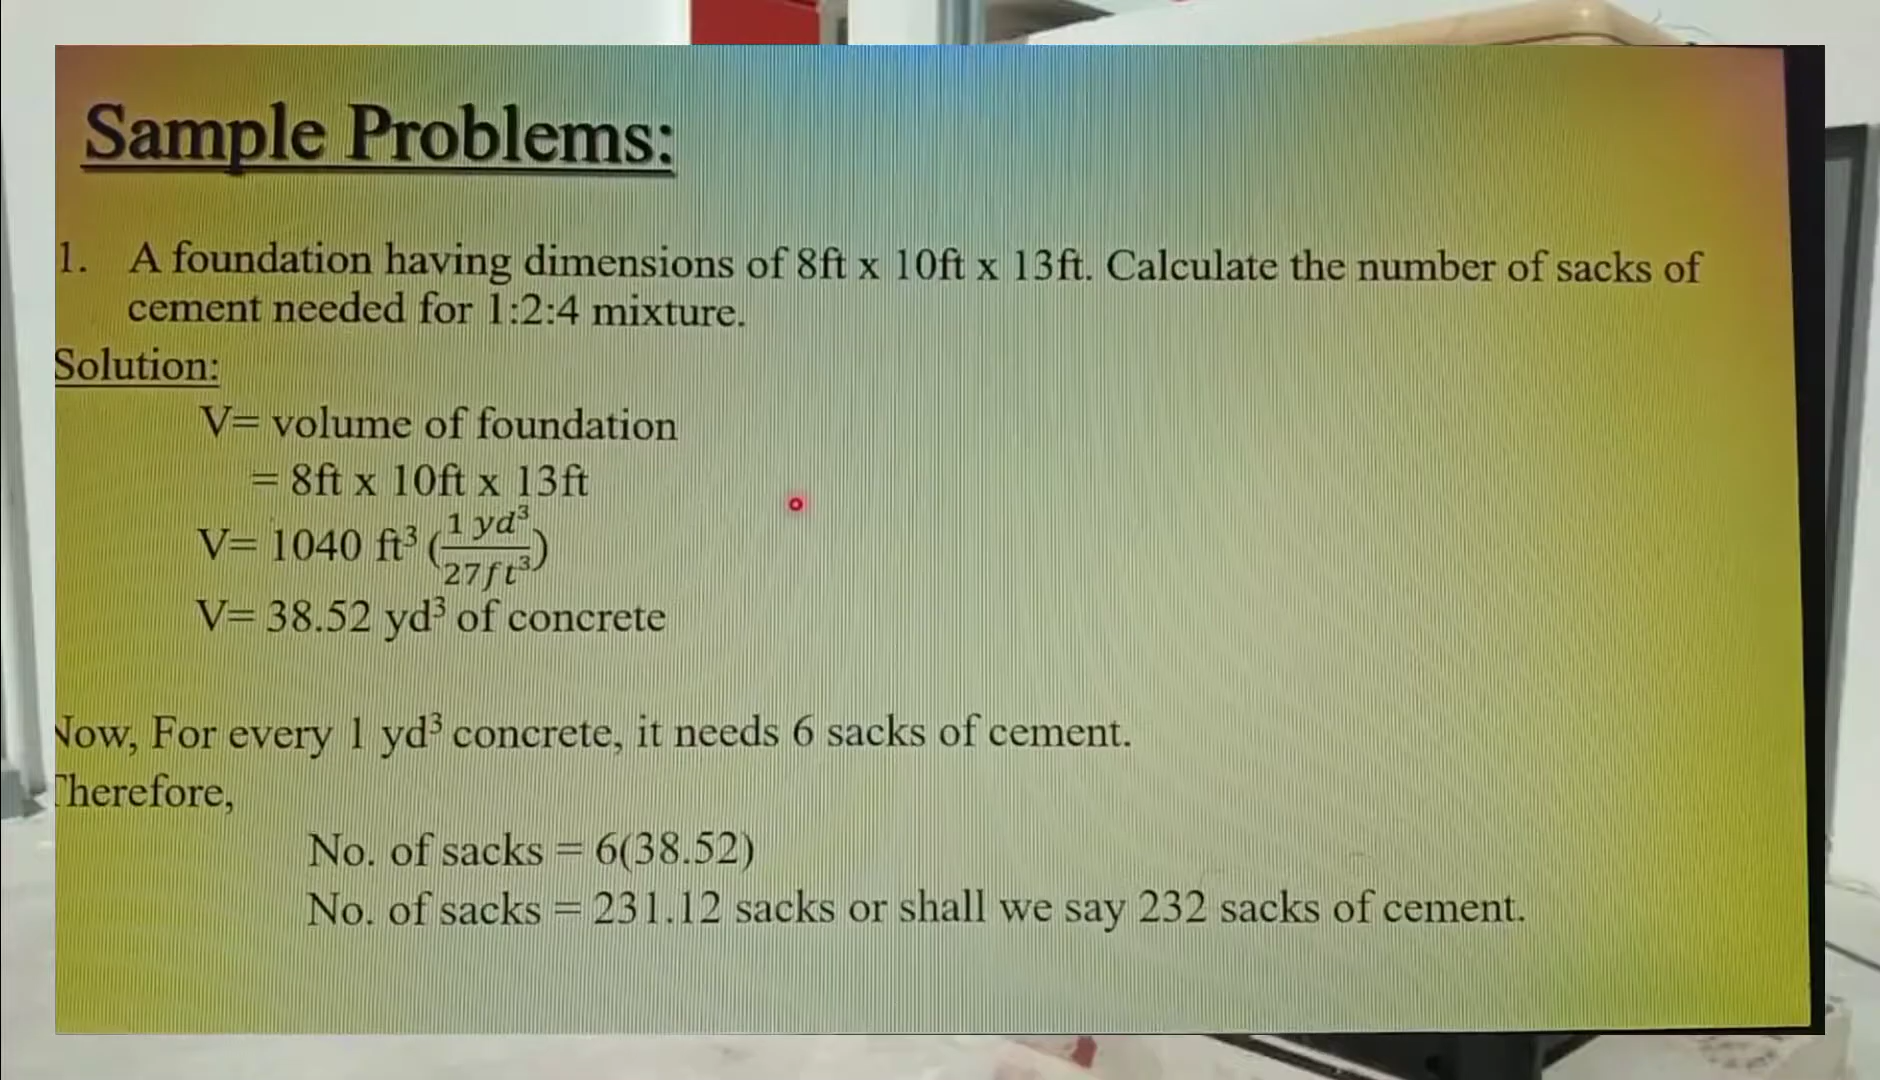 Sample Problems:
1. A foundation having dimensions of 8ft x 10ft x 13ft. Calculate the number of sacks of
cement needed for 1:2:4 mixture.
Solution:
V= volume of foundation
= 8ft x 10ft x 13ft
V= 1040 ft³ (1 yd³/27ft³)
V= 38.52 yd³ of concrete
Now, For every 1 yd³ concrete, it needs 6 sacks of cement.
Therefore,
No. of sacks = 6(38.52)
No. of sacks = 231.12 sacks or shall we say 232 sacks of cement.